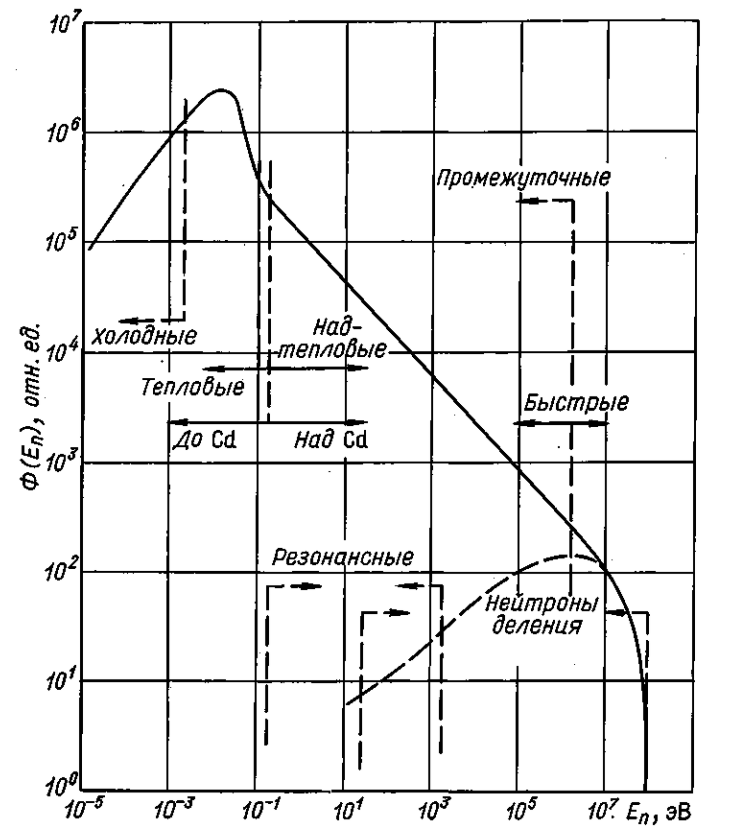 10⁷
10⁶
Промежуточные
10⁵
Холодные
Над-
тепловые
10⁴
Тепловые
Быстрые
До Cd
Над Cd
10³
Φ(Eₙ), отн. ед.
Резонансные
10²
Нейтроны
деления
10¹
10⁰
10⁻⁵ 10⁻³ 10⁻¹ 10¹ 10³ 10⁵ 10⁷ Eₙ, эВ